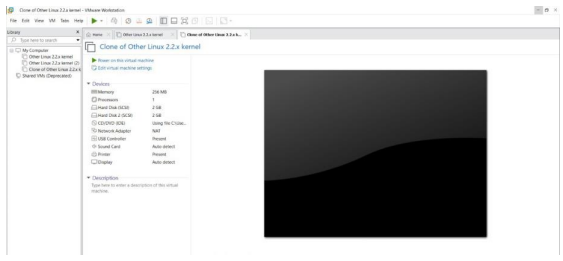 Clone of Other Linux 2.2.x kernel - VMware Workstation
File Edit View VM Tabs Help
Library
Type here to search
My Computer
Other Linux 2.2.x kernel
Other Linux 2.2.x kernel (2)
Clone of Other Linux 2.2.x k
Shared VMs (Deprecated)
Home
Other Linux 2.2.x kernel
Clone of Other Linux 2.2.x k...
Clone of Other Linux 2.2.x kernel
Power on this virtual machine
Edit virtual machine settings
Devices
Memory 256 MB
Processors 1
Hard Disk (SCSI) 2 GB
Hard Disk 2 (SCSI) 2 GB
CD/DVD (IDE) Using file C:\Use...
Network Adapter NAT
USB Controller Present
Sound Card Auto detect
Printer Present
Display Auto detect
Description
Type here to enter a description of this virtual
machine.